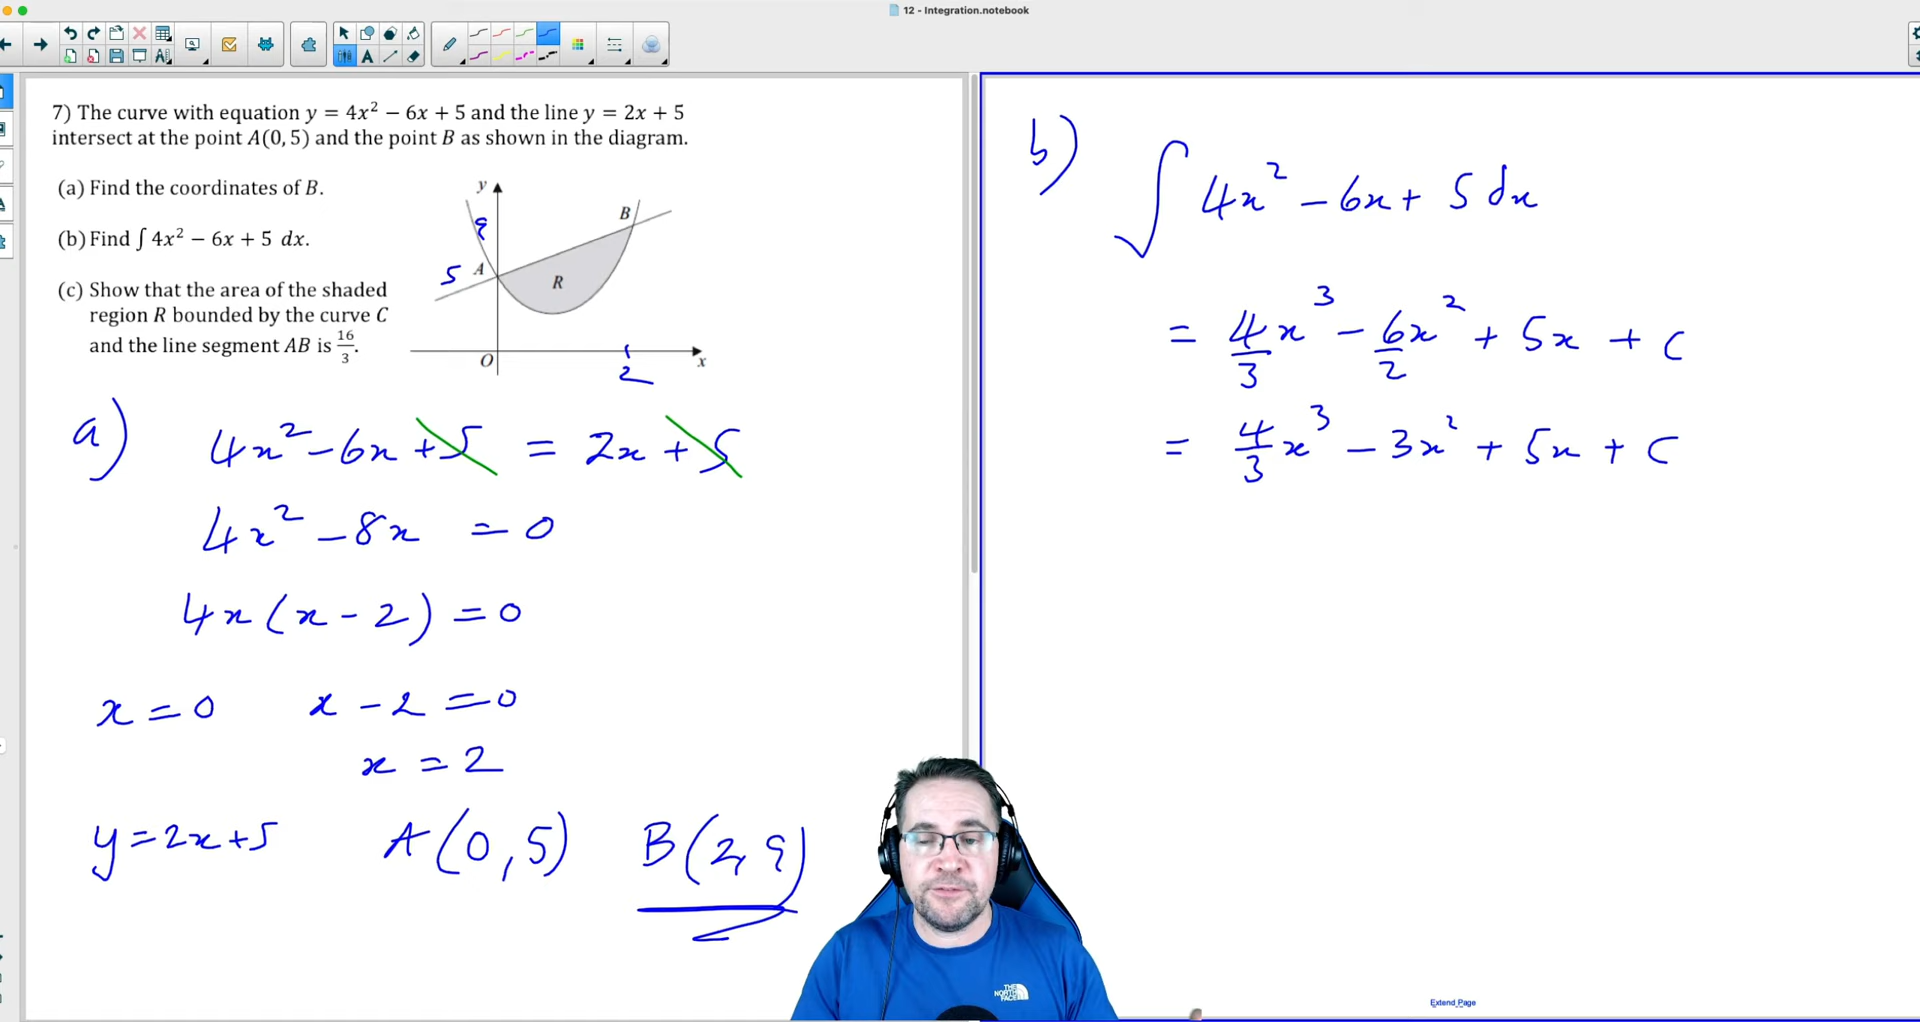 12 - Integration.notebook
7) The curve with equation y = 4x² − 6x + 5 and the line y = 2x + 5
intersect at the point A(0, 5) and the point B as shown in the diagram.
(a) Find the coordinates of B.
(b) Find ∫ 4x² − 6x + 5 dx.
(c) Show that the area of the shaded
region R bounded by the curve C
and the line segment AB is 16/3.
y
9
B
5 A
R
O
2
x
a) 4x² − 6x + 5 = 2x + 5
4x² − 8x = 0
4x(x − 2) = 0
x = 0 x − 2 = 0
x = 2
y = 2x + 5 A(0, 5) B(2, 9)
b) ∫ 4x² − 6x + 5 dx
= 4/3 x³ − 6x²/2 + 5x + c
= 4/3 x³ − 3x² + 5x + c
THE NORTH FACE
Extend Page